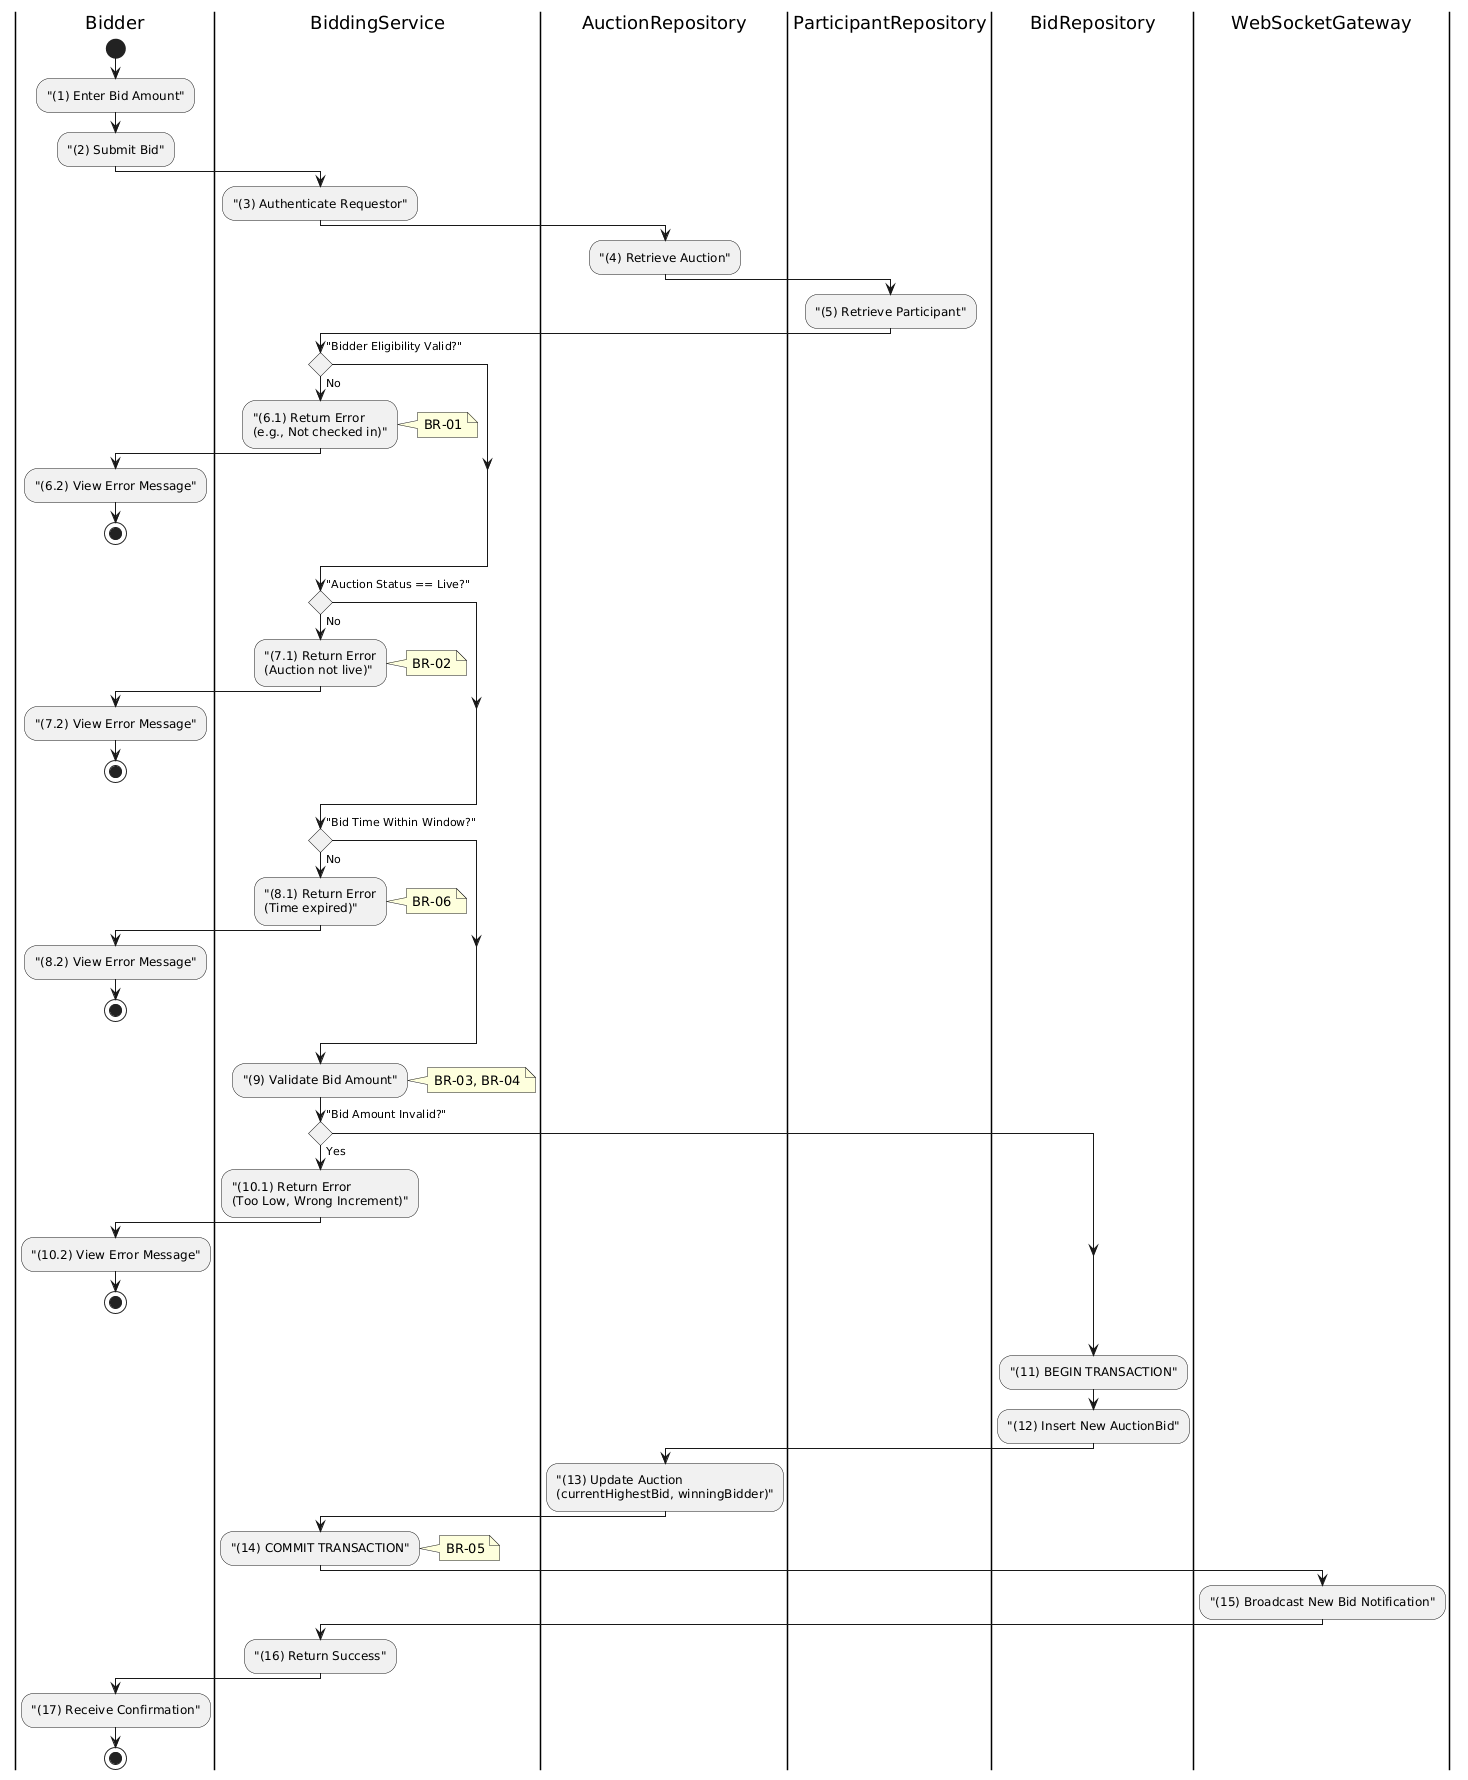 Bidder
BiddingService
AuctionRepository
ParticipantRepository
BidRepository
WebSocketGateway
"(1) Enter Bid Amount"
"(2) Submit Bid"
"(3) Authenticate Requestor"
"(4) Retrieve Auction"
"(5) Retrieve Participant"
"Bidder Eligibility Valid?"
No
"(6.1) Return Error
(e.g., Not checked in)"
BR-01
"(6.2) View Error Message"
"Auction Status == Live?"
No
"(7.1) Return Error
(Auction not live)"
BR-02
"(7.2) View Error Message"
"Bid Time Within Window?"
No
"(8.1) Return Error
(Time expired)"
BR-06
"(8.2) View Error Message"
"(9) Validate Bid Amount"
BR-03, BR-04
"Bid Amount Invalid?"
Yes
"(10.1) Return Error
(Too Low, Wrong Increment)"
"(10.2) View Error Message"
"(11) BEGIN TRANSACTION"
"(12) Insert New AuctionBid"
"(13) Update Auction
(currentHighestBid, winningBidder)"
"(14) COMMIT TRANSACTION"
BR-05
"(15) Broadcast New Bid Notification"
"(16) Return Success"
"(17) Receive Confirmation"